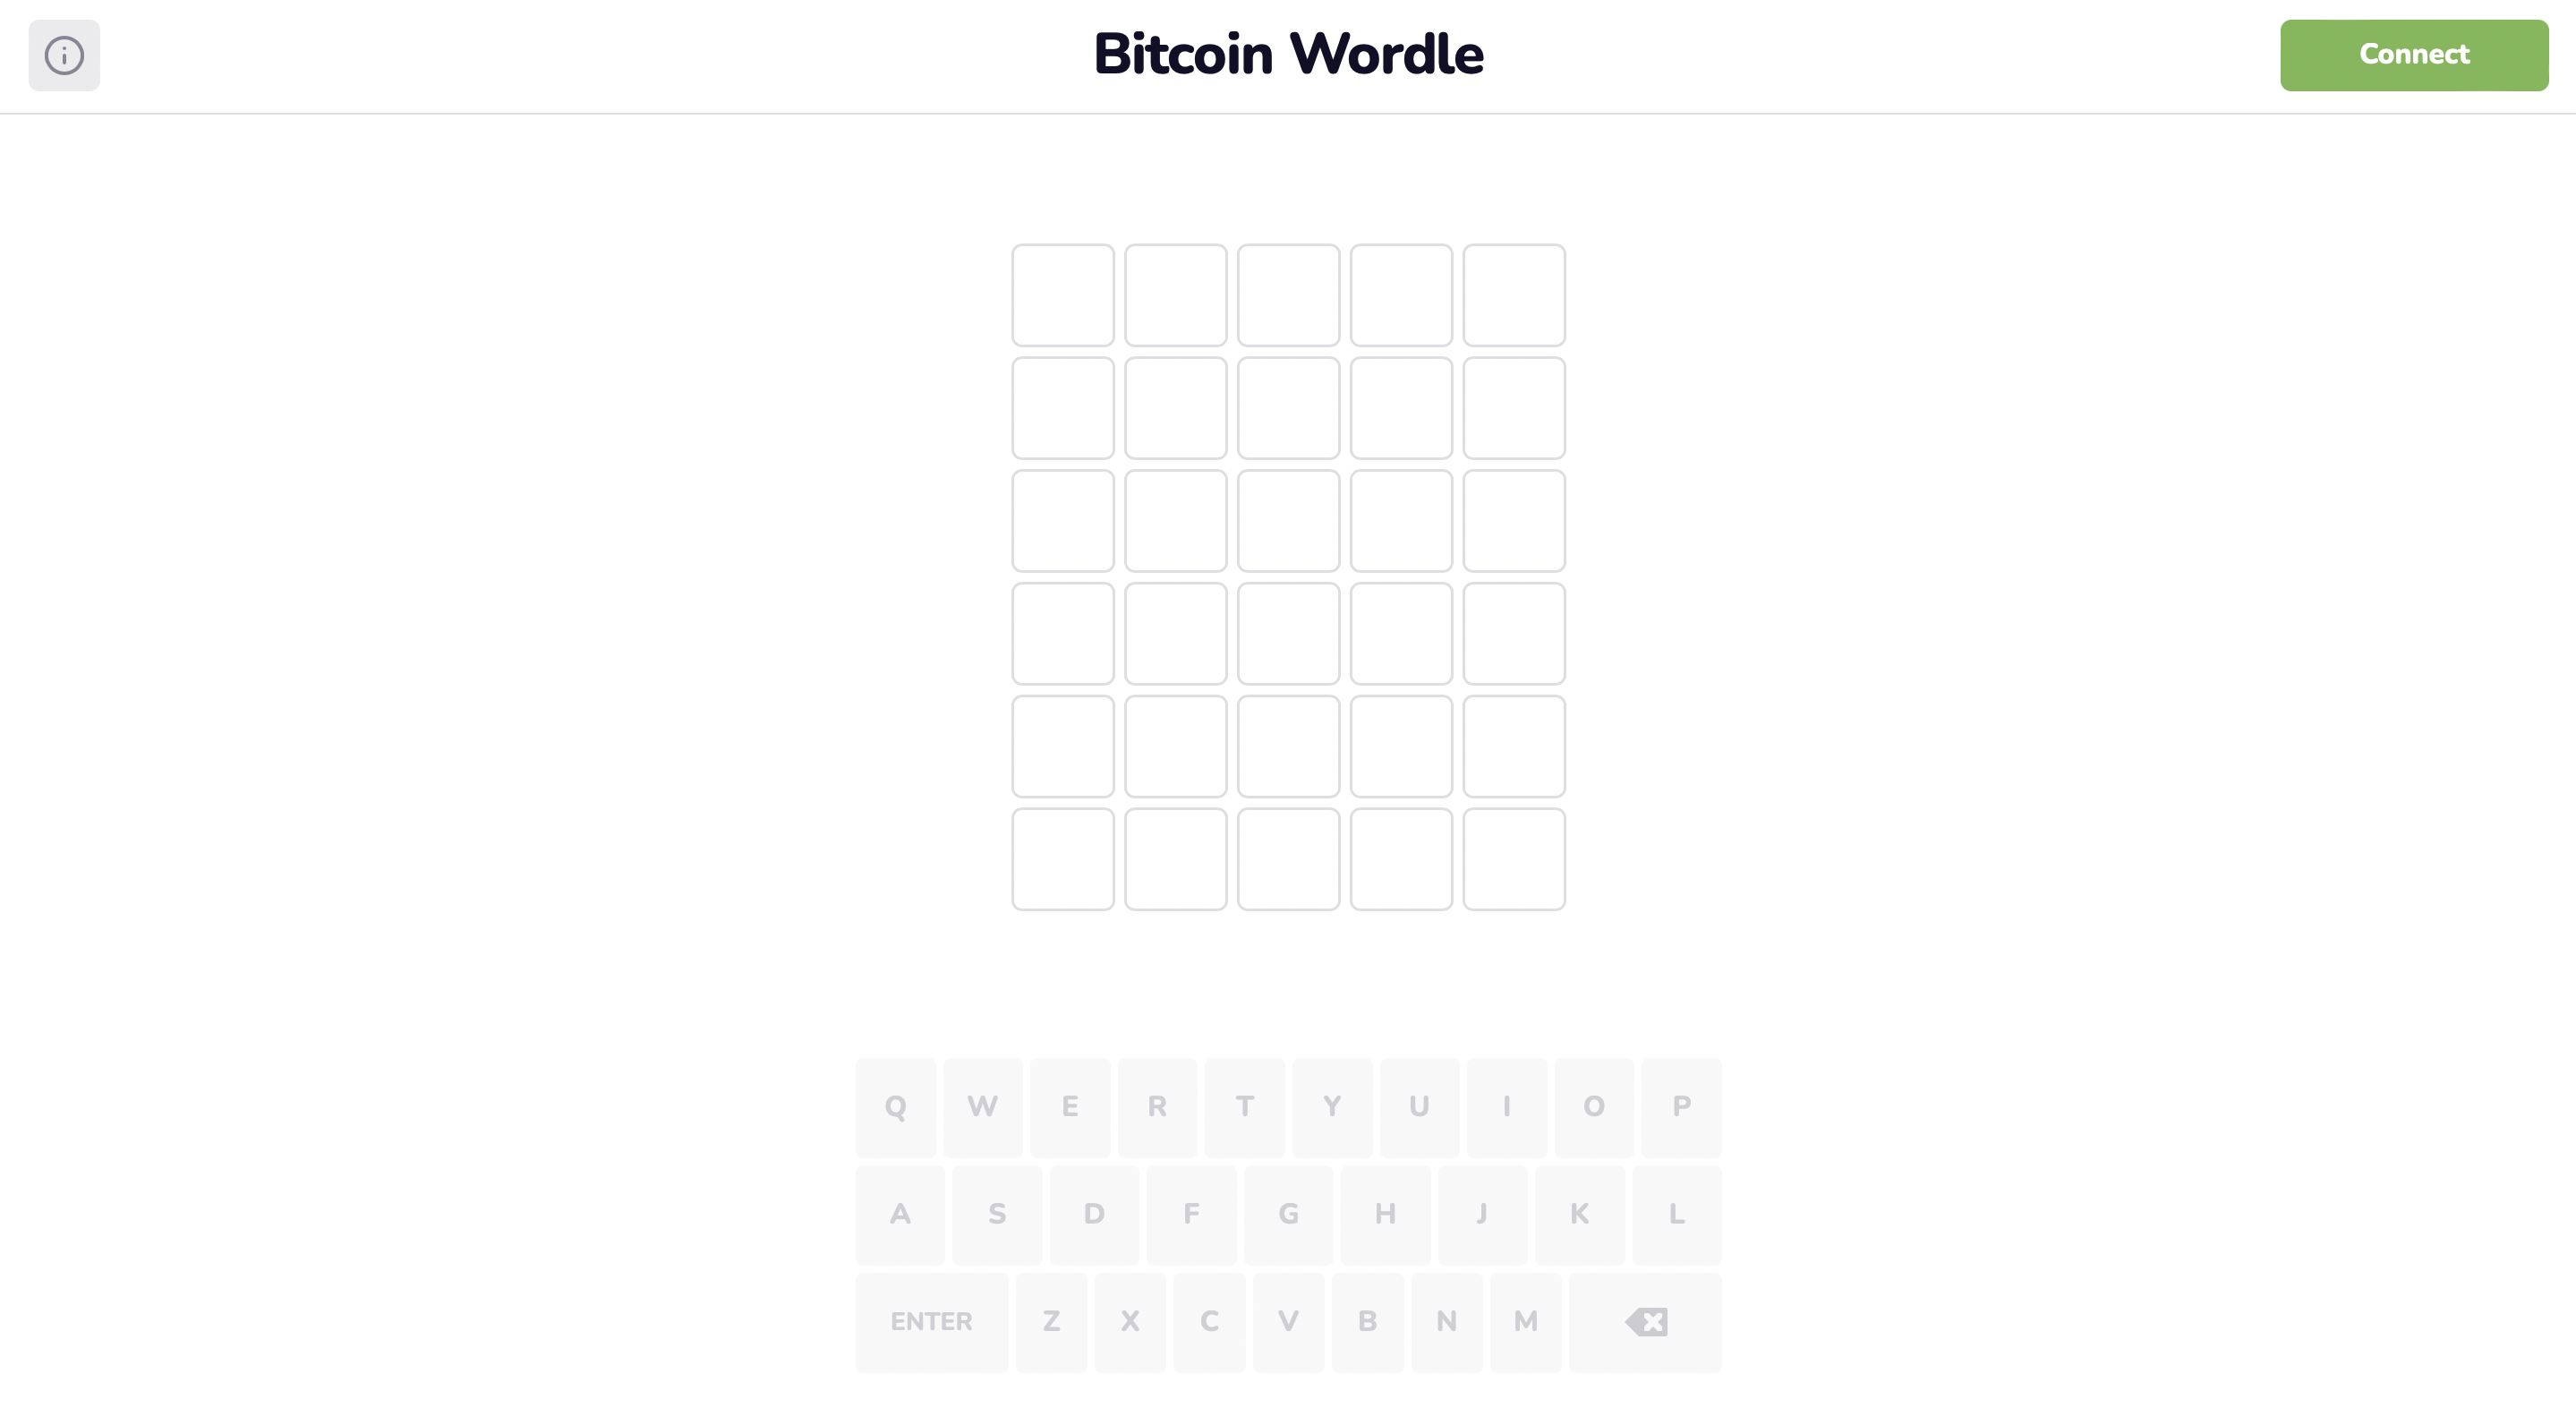 Bitcoin Wordle
Connect
Q W E R T Y U I O P
A S D F G H J K L
ENTER Z X C V B N M